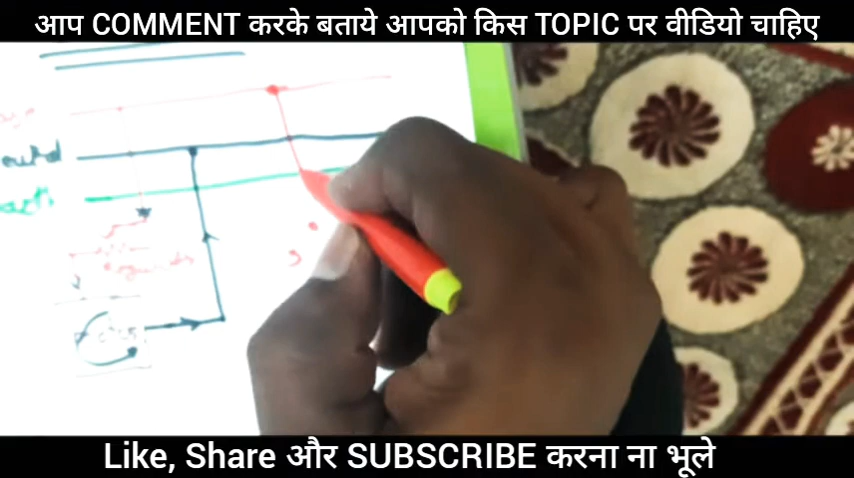 आप COMMENT करके बताये आपको किस TOPIC पर वीडियो चाहिए
Like, Share और SUBSCRIBE करना ना भूले